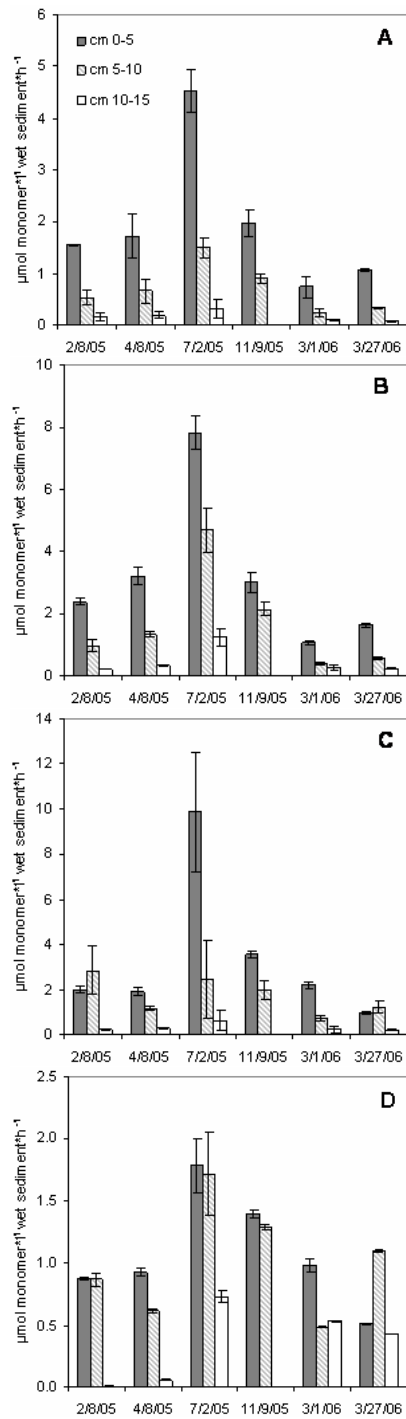 A
cm 0-5
cm 5-10
cm 10-15
µmol monomer*l¹ wet sediment*h⁻¹
6
5
4
3
2
1
0
2/8/05 4/8/05 7/2/05 11/9/05 3/1/06 3/27/06
B
µmol monomer*l¹ wet sediment*h⁻¹
10
8
6
4
2
0
2/8/05 4/8/05 7/2/05 11/9/05 3/1/06 3/27/06
C
µmol monomer*l¹ wet sediment*h⁻¹
14
12
10
8
6
4
2
0
2/8/05 4/8/05 7/2/05 11/9/05 3/1/06 3/27/06
D
µmol monomer*l¹ wet sediment*h⁻¹
2.5
2.0
1.5
1.0
0.5
0.0
2/8/05 4/8/05 7/2/05 11/9/05 3/1/06 3/27/06